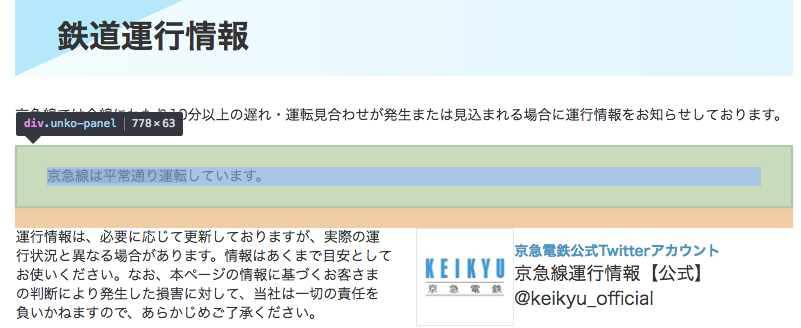 鉄道運行情報
京急線では全線にわたり10分以上の遅れ・運転見合わせが発生または見込まれる場合に運行情報をお知らせしております。
div.unko-panel | 778×63
京急線は平常通り運転しています。
運行情報は、必要に応じて更新しておりますが、実際の運
行状況と異なる場合があります。情報はあくまで目安として
お使いください。なお、本ページの情報に基づくお客さま
の判断により発生した損害に対して、当社は一切の責任を
負いかねますので、あらかじめご了承ください。
KEIKYU
京急電鉄
京急電鉄公式Twitterアカウント
京急線運行情報【公式】
@keikyu_official